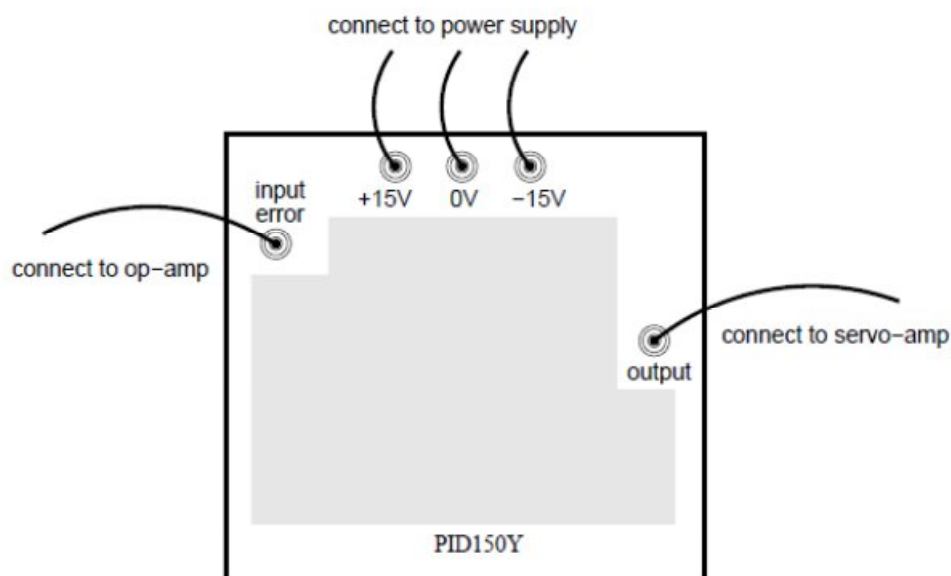 connect to power supply
+15V 0V −15V
input
error
connect to op−amp
connect to servo−amp
output
PID150Y